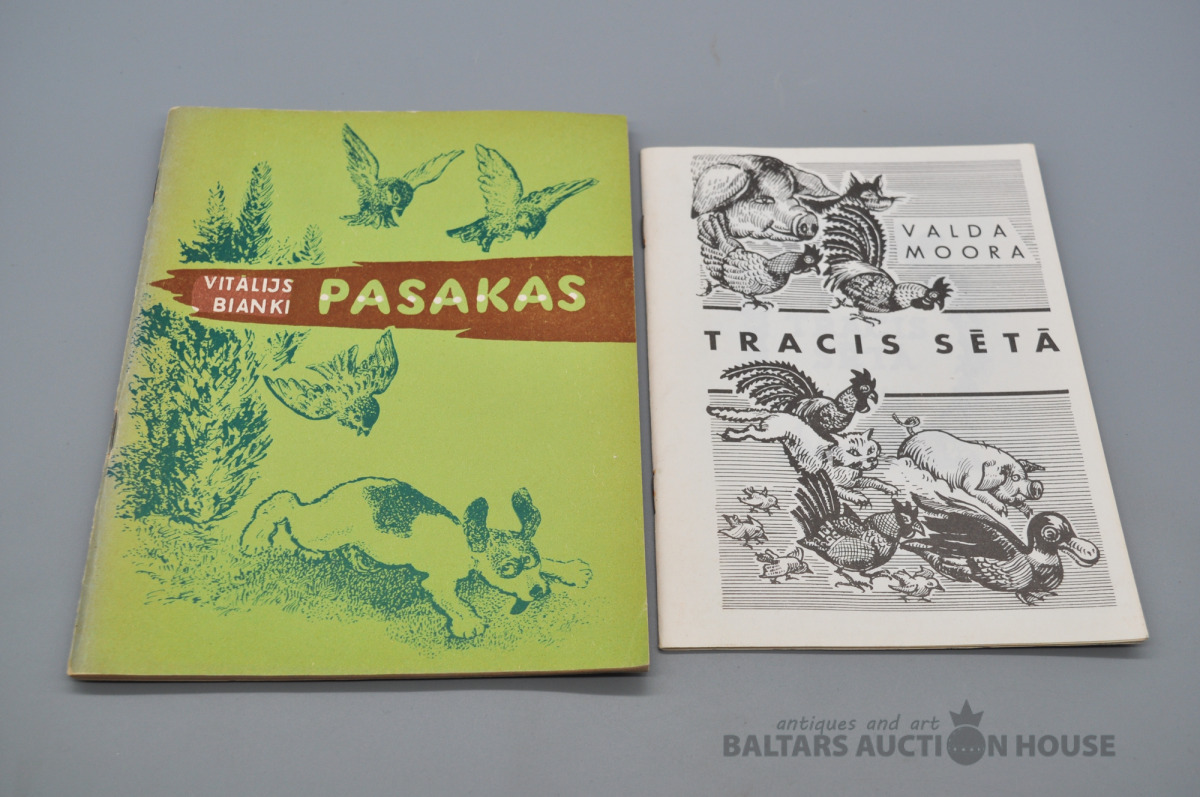 VITĀLIJS
BIANKI
PASAKAS
VALDA
MOORA
TRACIS SĒTĀ
antiques and art
BALTARS AUCTION HOUSE